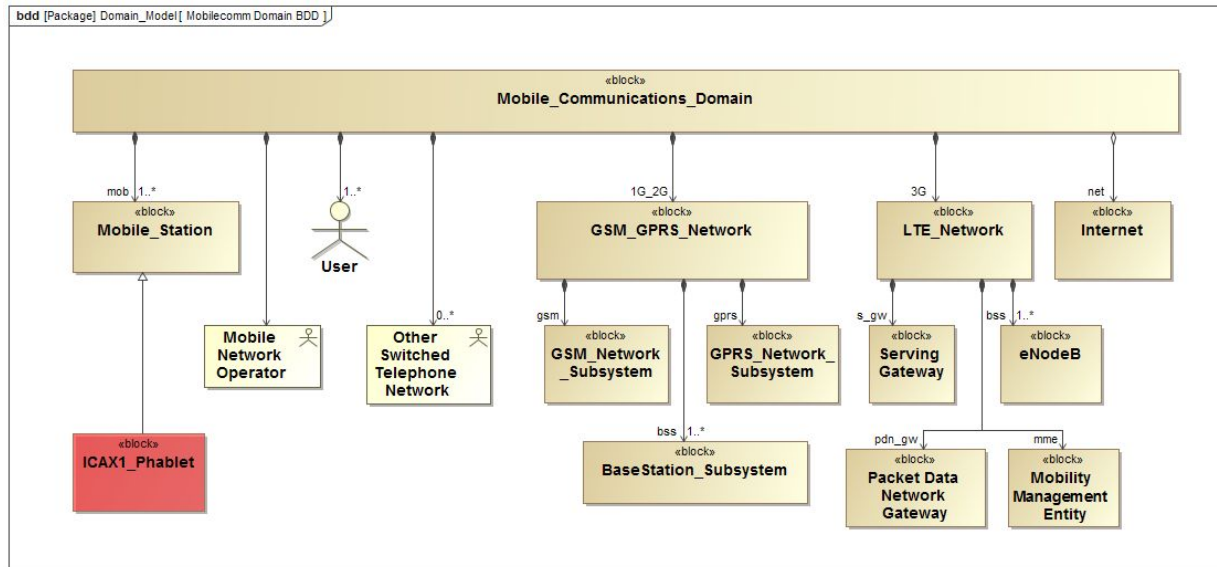 bdd [Package] Domain_Model [ Mobilecomm Domain BDD ]
«block»
Mobile_Communications_Domain
mob 1..*
1..*
1G_2G
3G
net
«block»
Mobile_Station
User
«block»
GSM_GPRS_Network
«block»
LTE_Network
«block»
Internet
Mobile
Network
Operator
0..*
Other
Switched
Telephone
Network
gsm
«block»
GSM_Network
_Subsystem
gprs
«block»
GPRS_Network_
Subsystem
s_gw
«block»
Serving
Gateway
bss 1..*
«block»
eNodeB
«block»
ICAX1_Phablet
bss 1..*
«block»
BaseStation_Subsystem
pdn_gw
«block»
Packet Data
Network
Gateway
mme
«block»
Mobility
Management
Entity